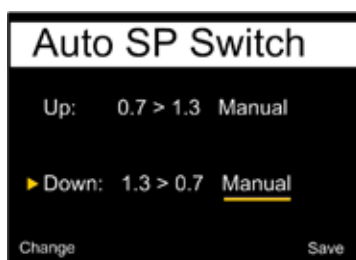 Auto SP Switch
Up: 0.7 > 1.3 Manual
Down: 1.3 > 0.7 Manual
Change Save